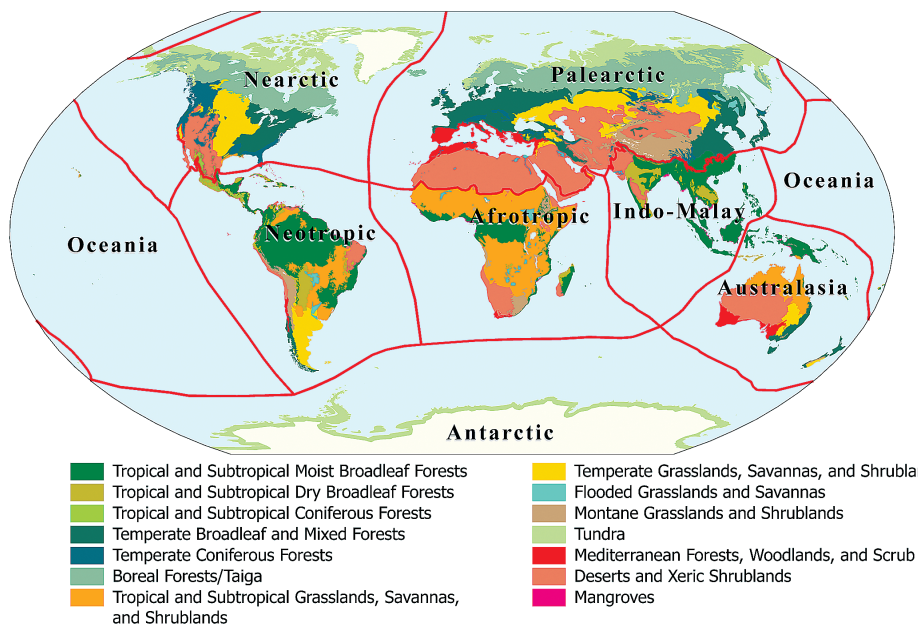 Nearctic
Palearctic
Oceania
Oceania
Neotropic
Afrotropic
Indo-Malay
Australasia
Antarctic
Tropical and Subtropical Moist Broadleaf Forests
Tropical and Subtropical Dry Broadleaf Forests
Tropical and Subtropical Coniferous Forests
Temperate Broadleaf and Mixed Forests
Temperate Coniferous Forests
Boreal Forests/Taiga
Tropical and Subtropical Grasslands, Savannas,
and Shrublands
Temperate Grasslands, Savannas, and Shrubla
Flooded Grasslands and Savannas
Montane Grasslands and Shrublands
Tundra
Mediterranean Forests, Woodlands, and Scrub
Deserts and Xeric Shrublands
Mangroves